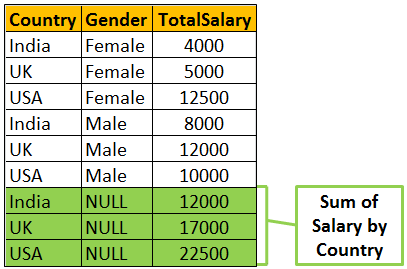 Country Gender TotalSalary
India Female 4000
UK Female 5000
USA Female 12500
India Male 8000
UK Male 12000
USA Male 10000
India NULL 12000
UK NULL 17000
USA NULL 22500
Sum of
Salary by
Country